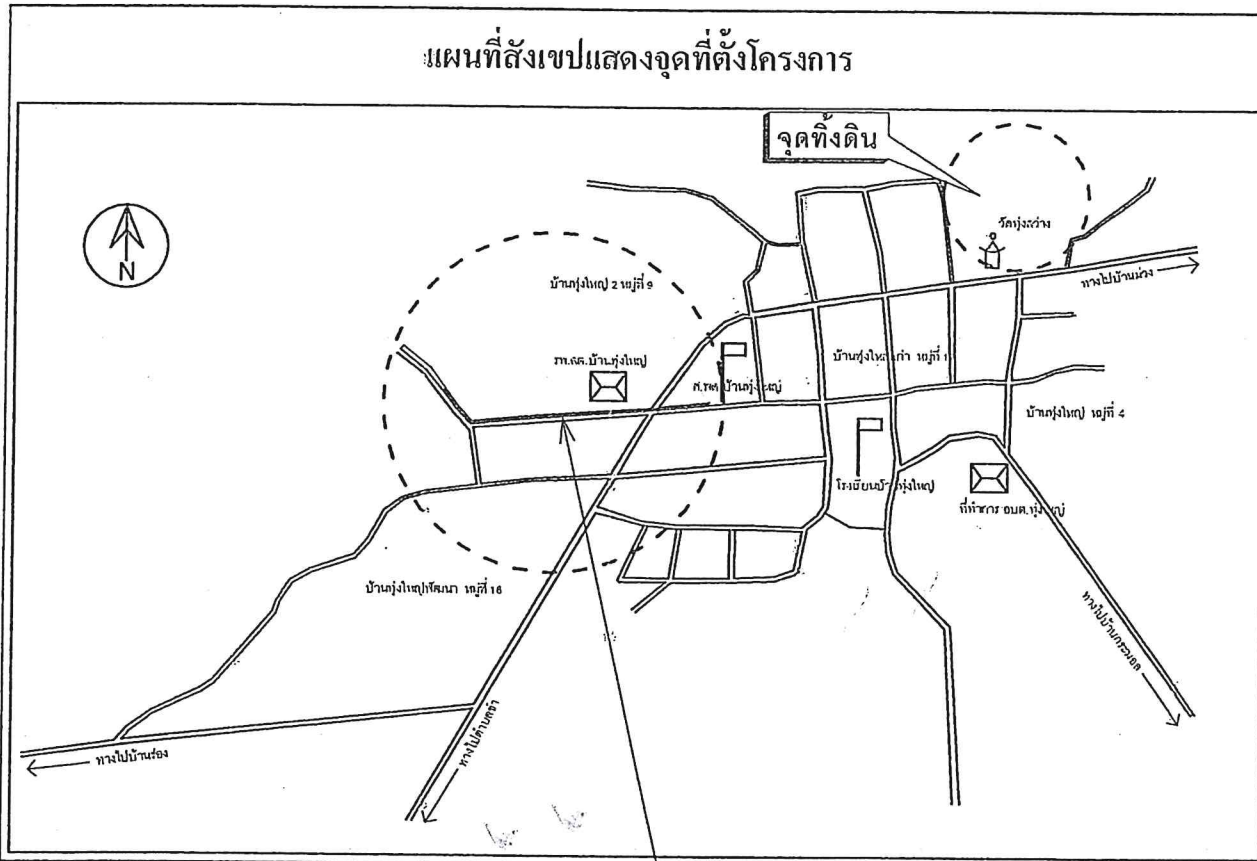 แผนที่สังเขปแสดงจุดที่ตั้งโครงการ
จุดทิ้งดิน
วัดทุ่งสว่าง
N
บ้านทุ่งใหญ่ 2 หมู่ที่ 9
ทางไปบ้านม่วง
รพ.สต.บ้านทุ่งใหญ่
บ้านทุ่งใหญ่เก่า หมู่ที่ 1
บ้านทุ่งใหญ่
บ้านทุ่งใหญ่ หมู่ที่ 4
โรงเรียนบ้านทุ่งใหญ่
ที่ทำการ อบต.ทุ่งใหญ่
บ้านทุ่งใหญ่พัฒนา หมู่ที่ 16
ทางไปบ้าน
ทางไปตำบล
ทางไปบ้านร่อง